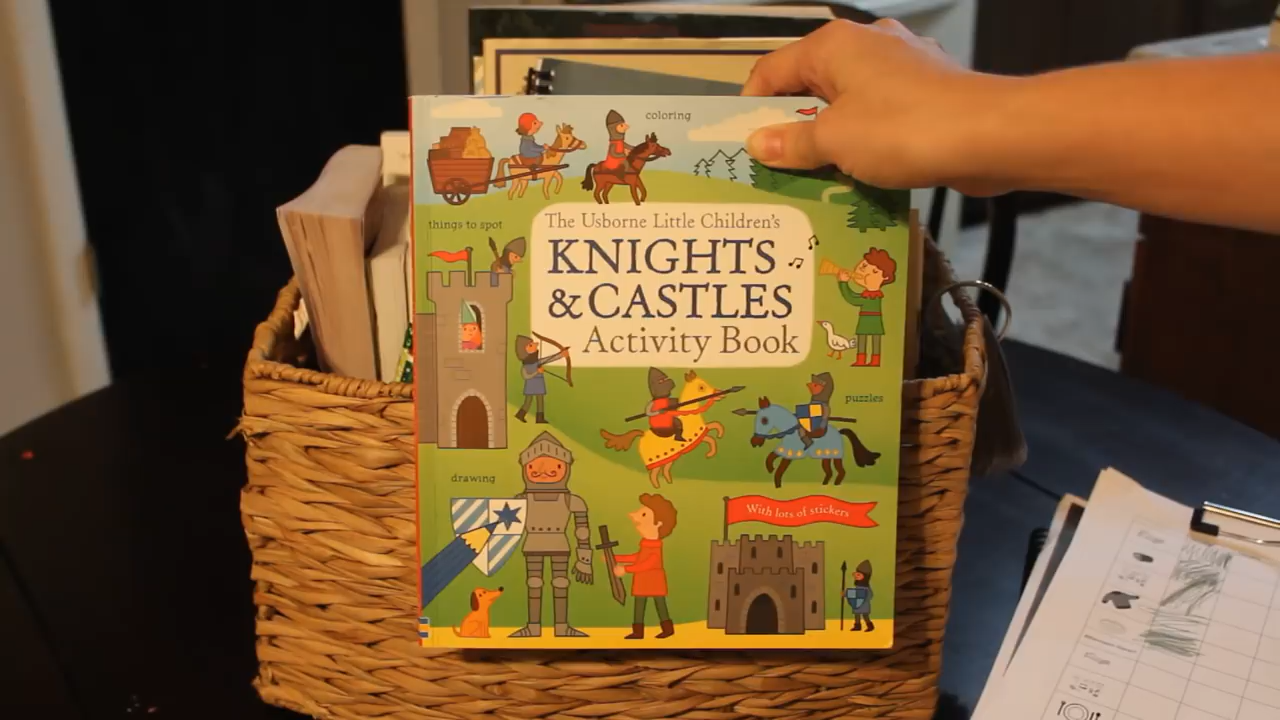 coloring
things to spot
The Usborne Little Children's
KNIGHTS
& CASTLES
Activity Book
puzzles
drawing
With lots of stickers